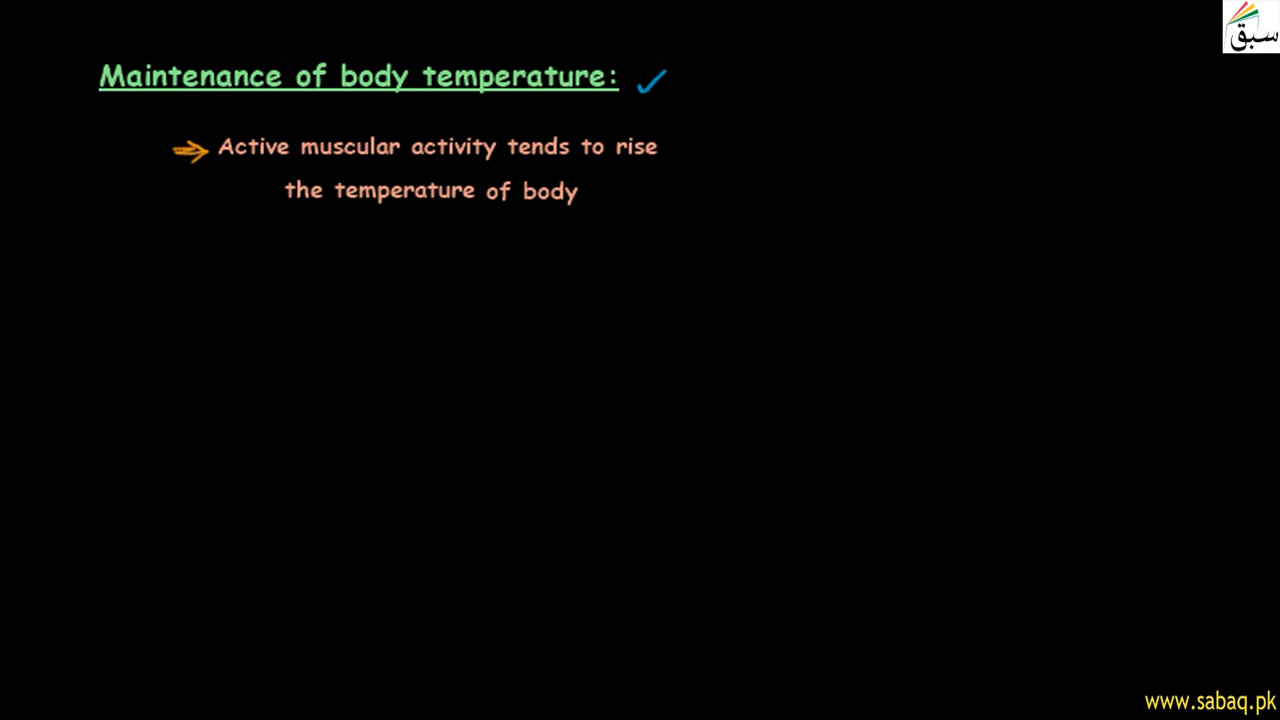 سبق
Maintenance of body temperature:
Active muscular activity tends to rise
the temperature of body
www.sabaq.pk